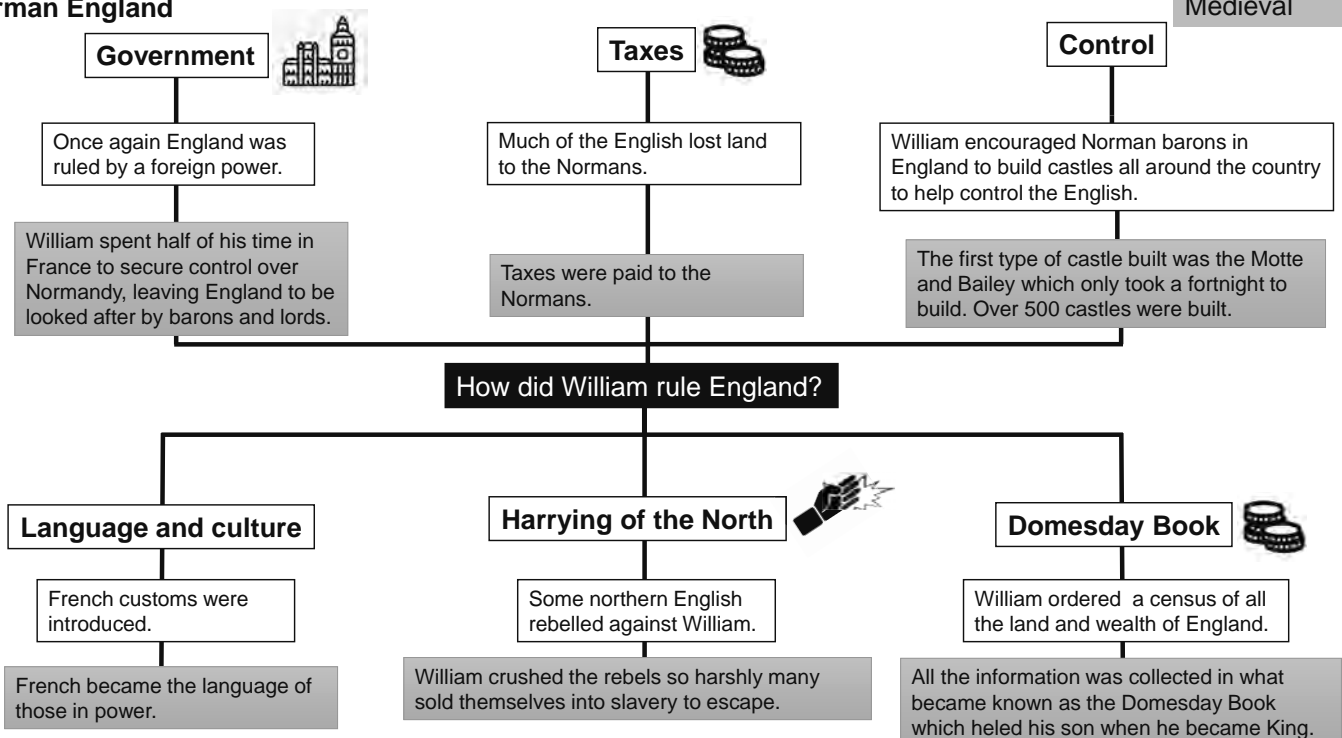 rman England
Medieval
Government
Once again England was
ruled by a foreign power.
William spent half of his time in
France to secure control over
Normandy, leaving England to be
looked after by barons and lords.
Taxes
Much of the English lost land
to the Normans.
Taxes were paid to the
Normans.
Control
William encouraged Norman barons in
England to build castles all around the country
to help control the English.
The first type of castle built was the Motte
and Bailey which only took a fortnight to
build. Over 500 castles were built.
How did William rule England?
Language and culture
French customs were
introduced.
French became the language of
those in power.
Harrying of the North
Some northern English
rebelled against William.
William crushed the rebels so harshly many
sold themselves into slavery to escape.
Domesday Book
William ordered  a census of all
the land and wealth of England.
All the information was collected in what
became known as the Domesday Book
which heled his son when he became King.